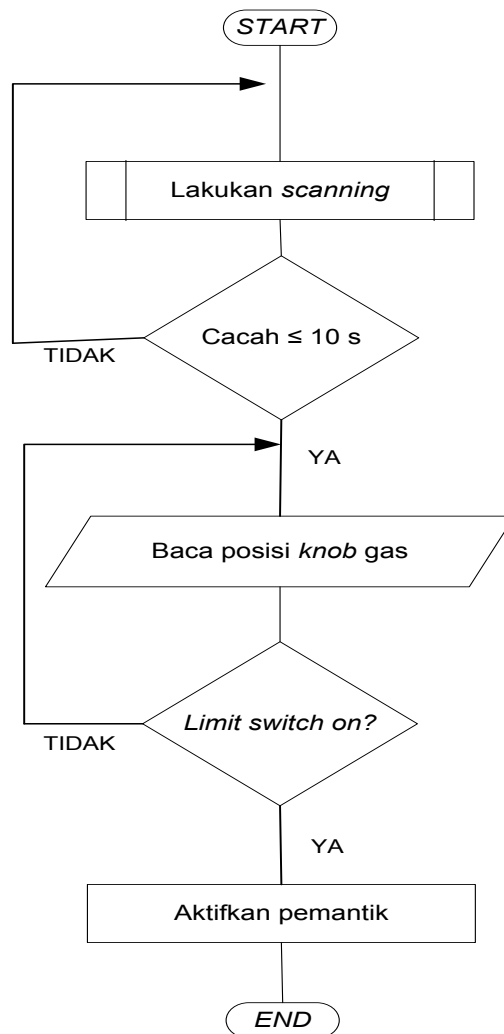 START
Lakukan scanning
Cacah ≤ 10 s
TIDAK
YA
Baca posisi knob gas
Limit switch on?
TIDAK
YA
Aktifkan pemantik
END